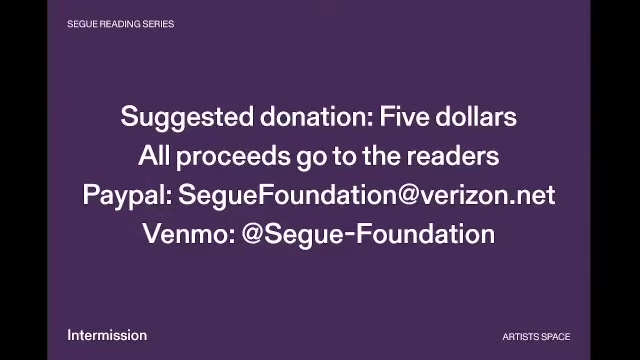 SEGUE READING SERIES
Suggested donation: Five dollars
All proceeds go to the readers
Paypal: SegueFoundation@verizon.net
Venmo: @Segue-Foundation
Intermission
ARTISTS SPACE